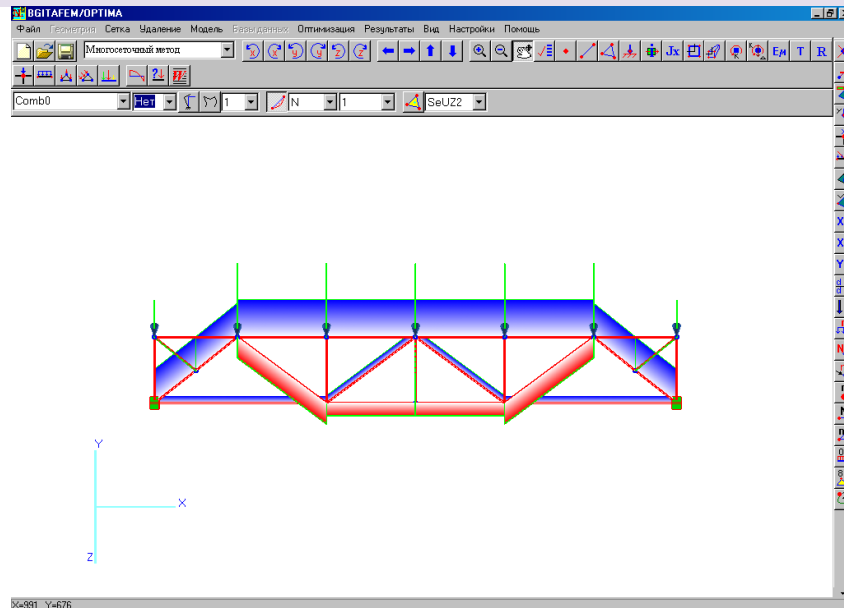 BGITAFEM/OPTIMA
Файл Геометрия Сетка Удаление Модель Базы данных Оптимизация Результаты Вид Настройки Помощь
Многосеточный метод Jx T R
Comb0 Нет 1 N 1 SeUZ2
X
X
Y
Y
X
Z
X=991 Y=676